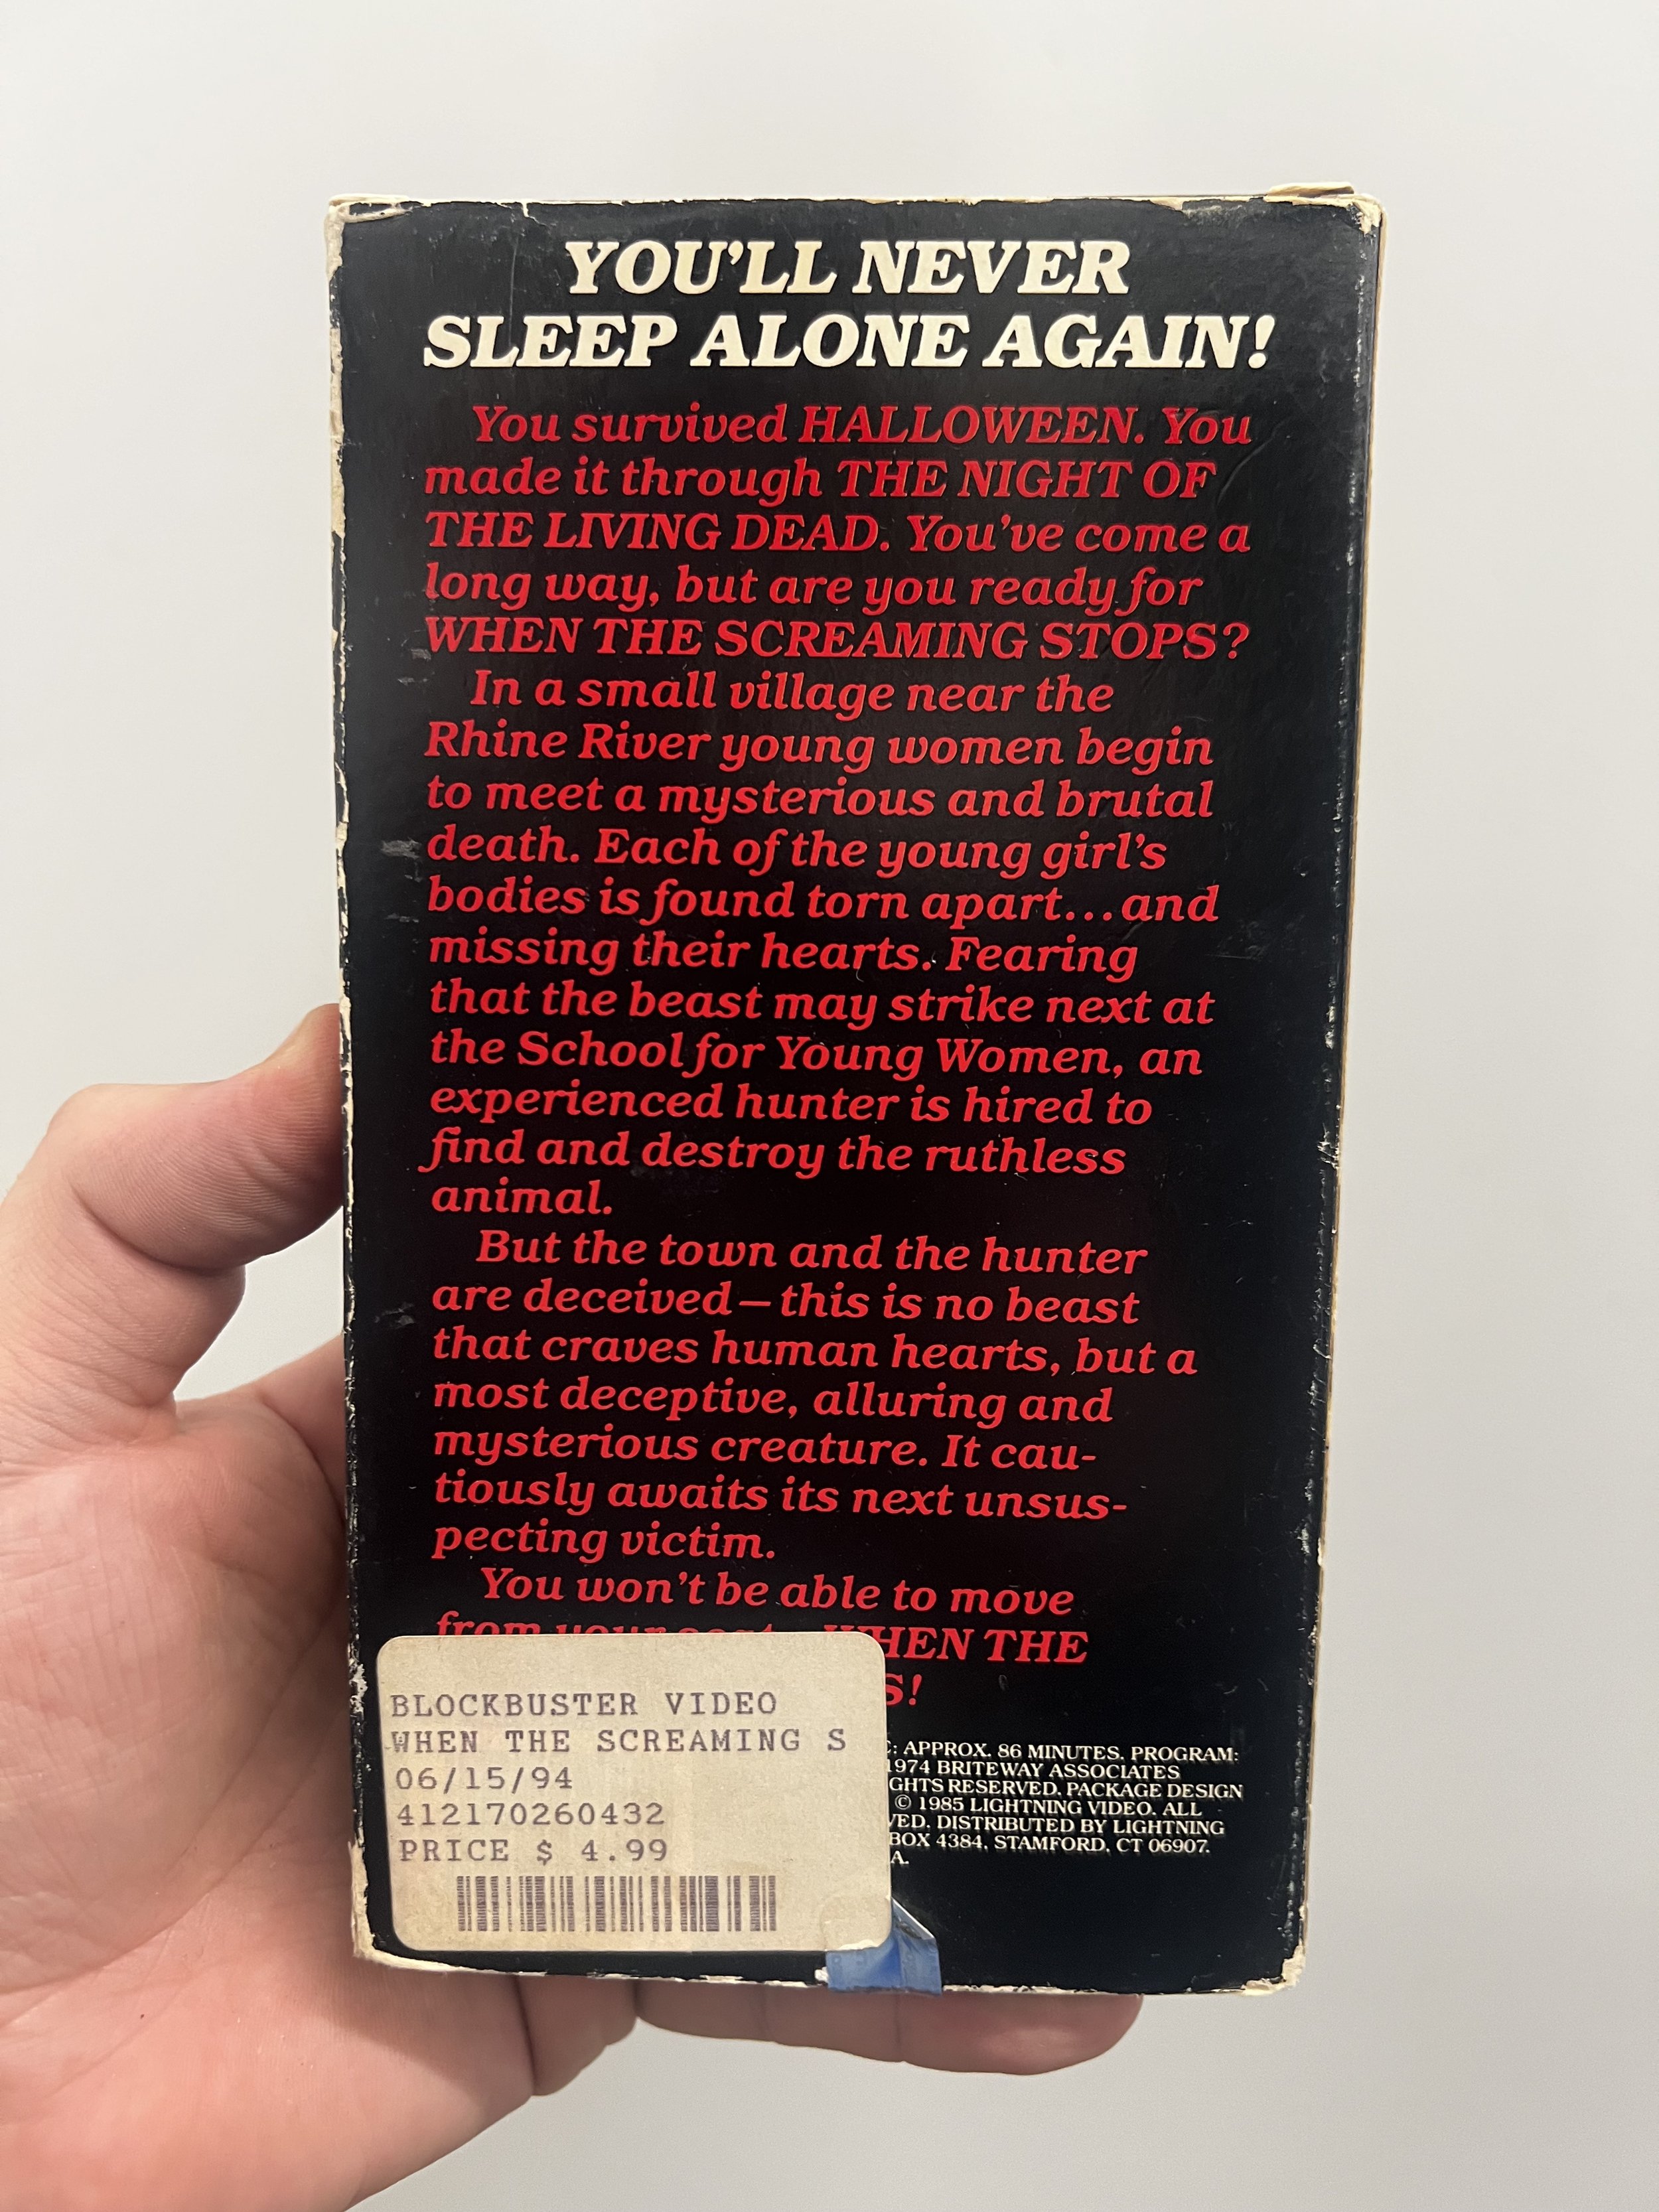 YOU'LL NEVER
SLEEP ALONE AGAIN!
You survived HALLOWEEN. You
made it through THE NIGHT OF
THE LIVING DEAD. You've come a
long way, but are you ready for
WHEN THE SCREAMING STOPS?
In a small village near the
Rhine River young women begin
to meet a mysterious and brutal
death. Each of the young girl's
bodies is found torn apart...and
missing their hearts. Fearing
that the beast may strike next at
the School for Young Women, an
experienced hunter is hired to
find and destroy the ruthless
animal.
But the town and the hunter
are deceived—this is no beast
that craves human hearts, but a
most deceptive, alluring and
mysterious creature. It cau-
tiously awaits its next unsus-
pecting victim.
You won't be able to move
from your WHEN THE
S!
: APPROX. 86 MINUTES. PROGRAM:
1974 BRITEWAY ASSOCIATES
GHTS RESERVED. PACKAGE DESIGN
© 1985 LIGHTNING VIDEO. ALL
VED. DISTRIBUTED BY LIGHTNING
BOX 4384, STAMFORD, CT 06907.
A.
BLOCKBUSTER VIDEO
WHEN THE SCREAMING S
06/15/94
412170260432
PRICE $ 4.99